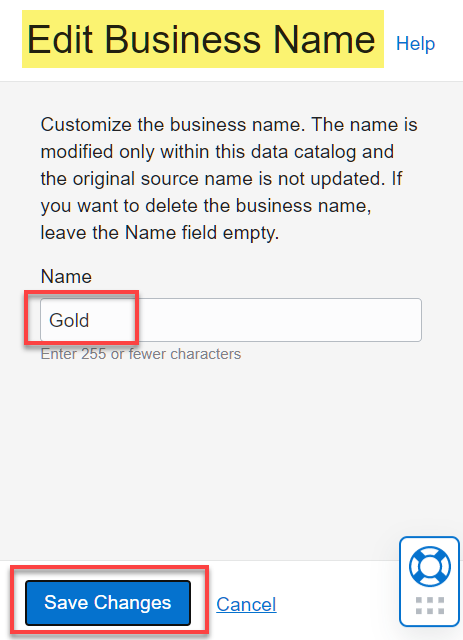 Edit Business Name Help
Customize the business name. The name is
modified only within this data catalog and
the original source name is not updated. If
you want to delete the business name,
leave the Name field empty.
Name
Gold
Enter 255 or fewer characters
Save Changes Cancel